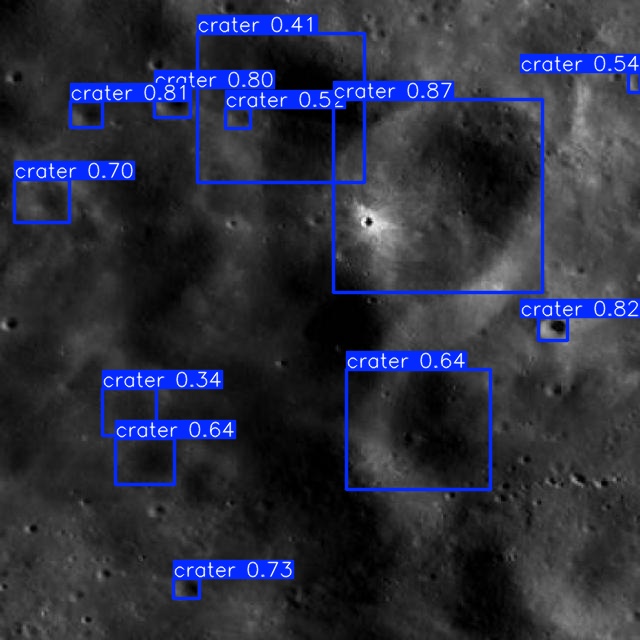 crater 0.41
crater 0.54
crater 0.80
crater 0.81
crater 0.87
crater 0.52
crater 0.70
crater 0.82
crater 0.64
crater 0.34
crater 0.64
crater 0.73